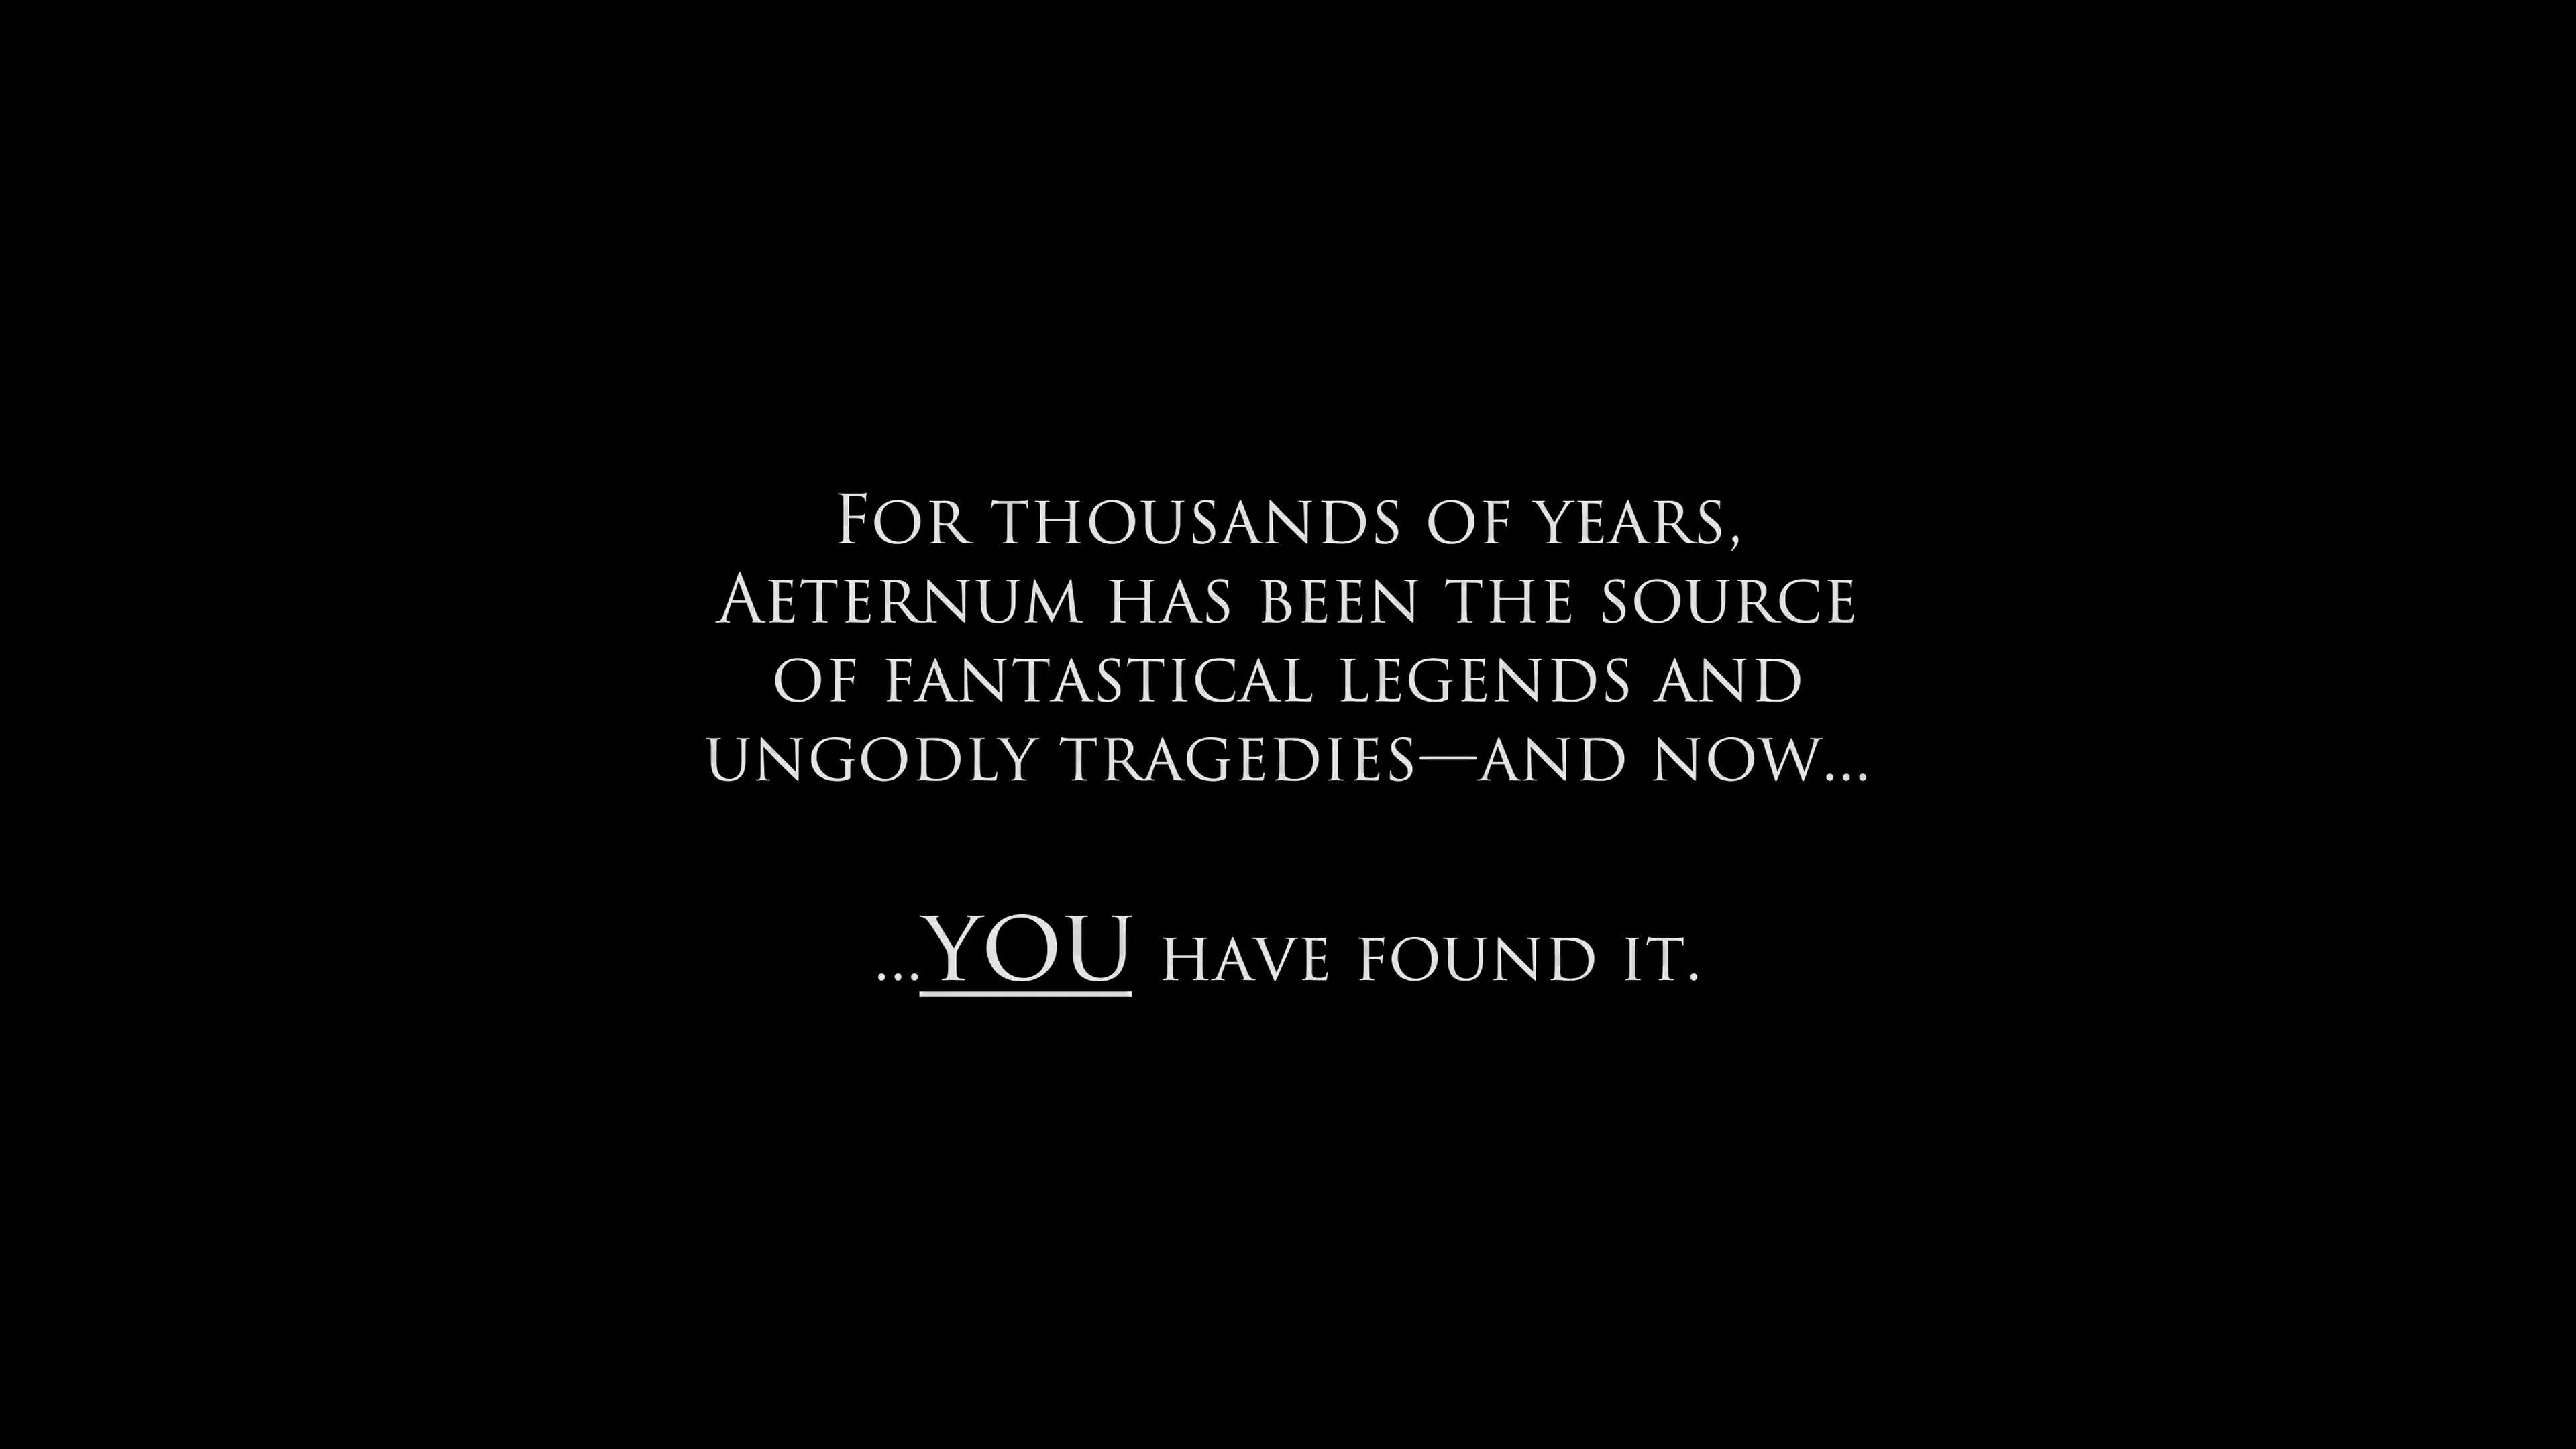 For thousands of years,
Aeternum has been the source
of fantastical legends and
ungodly tragedies—and now...
...YOU have found it.